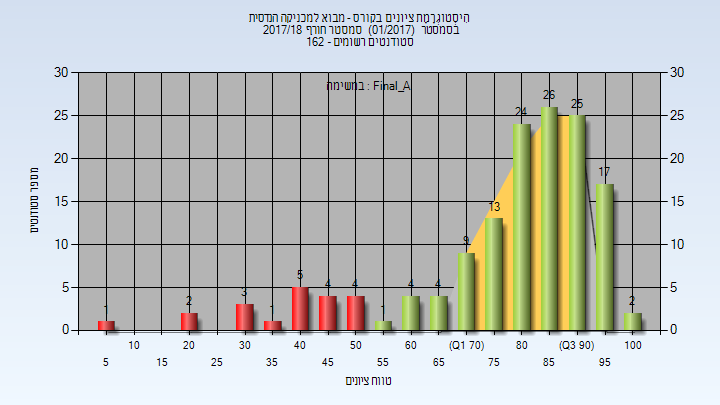 היסטוגרמת ציונים בקורס - מבוא למכניקה הנדסית
בסמסטר (01/2017) סמסטר חורף 2017/18
סטודנטים רשומים - 162
במשימה : Final_A
30 30
25 25
20 20
15 15
10 10
5 5
0 0
1 2 3 1 5 4 4 1 4 4 9 13 24 26 25 17 2
מספר סטודנטים
10 20 30 40 50 60 (Q1 70) 80 (Q3 90) 100
5 15 25 35 45 55 65 75 85 95
טווח ציונים